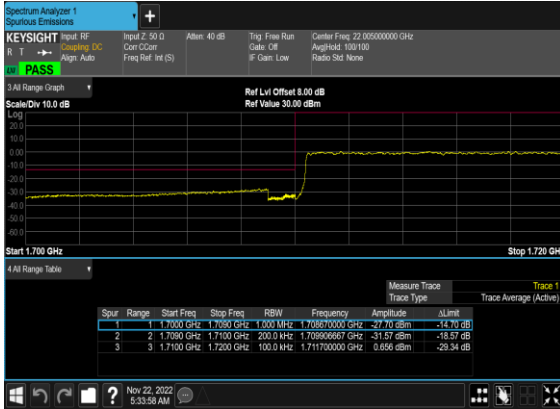 Spectrum Analyzer 1
Spurious Emissions
+
KEYSIGHT Input: RF Input Z: 50 Ω Atten: 40 dB Trig: Free Run Center Freq: 22.005000000 GHz
R T Coupling: DC Corr CCorr Gate: Off Avg|Hold: 100/100
Align: Auto Freq Ref: Int (S) IF Gain: Low Radio Std: None
PASS
3 All Range Graph
Ref Lvl Offset 8.00 dB
Scale/Div 10.0 dB Ref Value 30.00 dBm
Log
20.0
10.0
0.00
-10.0
-20.0
-30.0
-40.0
-50.0
-60.0
Start 1.700 GHz Stop 1.720 GH
4 All Range Table
Measure Trace Trace 1
Trace Type Trace Average (Active)
Spur Range Start Freq Stop Freq RBW Frequency Amplitude ΔLimit
1 1 1.7000 GHz 1.7090 GHz 1.000 MHz 1.708670000 GHz -27.70 dBm -14.70 dB
2 2 1.7090 GHz 1.7100 GHz 200.0 kHz 1.709906667 GHz -31.57 dBm -18.57 dB
3 3 1.7100 GHz 1.7200 GHz 100.0 kHz 1.711700000 GHz 0.656 dBm -29.34 dB
? Nov 22, 2022
5:33:58 AM